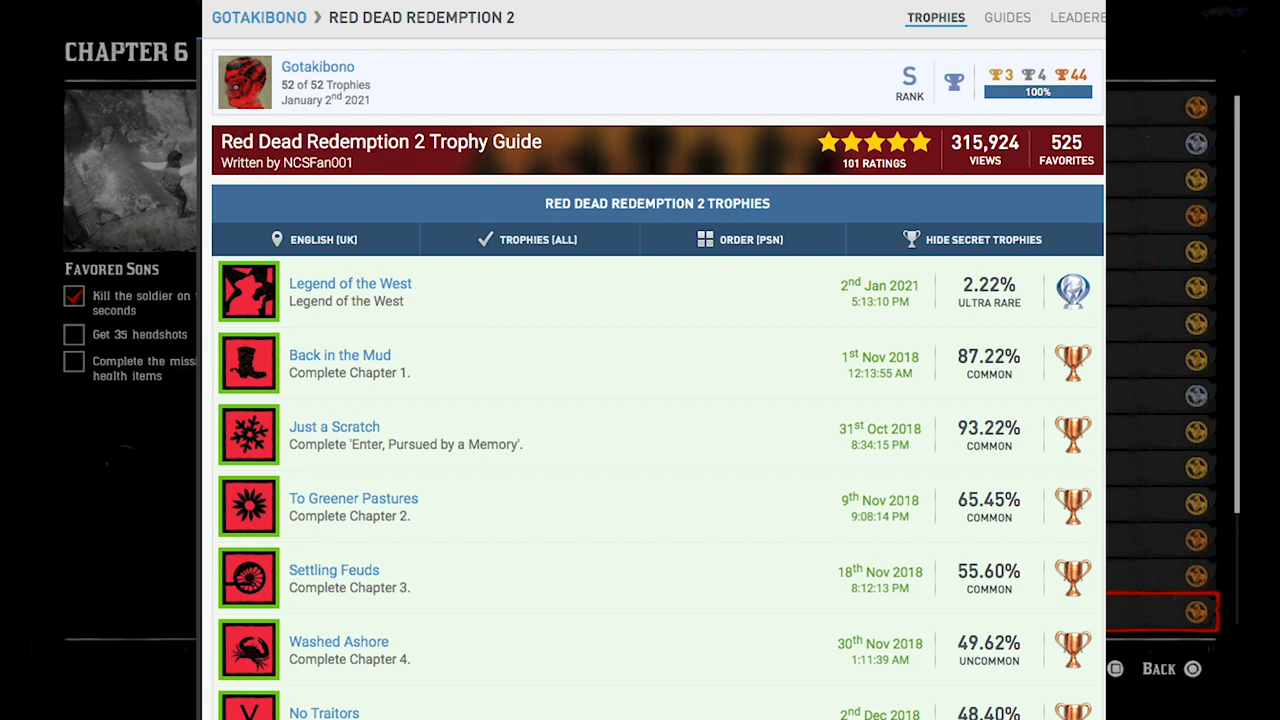 GOTAKIBONO > RED DEAD REDEMPTION 2
TROPHIES GUIDES LEADERE
CHAPTER 6
Gotakibono
52 of 52 Trophies
January 2nd 2021
S
RANK
3 4 44
100%
Red Dead Redemption 2 Trophy Guide
Written by NCSFan001
101 RATINGS
315,924
VIEWS
525
FAVORITES
RED DEAD REDEMPTION 2 TROPHIES
ENGLISH (UK) TROPHIES (ALL) ORDER (PSN) HIDE SECRET TROPHIES
FAVORED SONS
Kill the soldier on
seconds
Get 35 headshots
Complete the miss
health items
Legend of the West
Legend of the West
2nd Jan 2021
5:13:10 PM
2.22%
ULTRA RARE
Back in the Mud
Complete Chapter 1.
1st Nov 2018
12:13:55 AM
87.22%
COMMON
Just a Scratch
Complete 'Enter, Pursued by a Memory'.
31st Oct 2018
8:34:15 PM
93.22%
COMMON
To Greener Pastures
Complete Chapter 2.
9th Nov 2018
9:08:14 PM
65.45%
COMMON
Settling Feuds
Complete Chapter 3.
18th Nov 2018
8:12:13 PM
55.60%
COMMON
Washed Ashore
Complete Chapter 4.
30th Nov 2018
1:11:39 AM
49.62%
UNCOMMON
No Traitors
2nd Dec 2018
48.40%
BACK